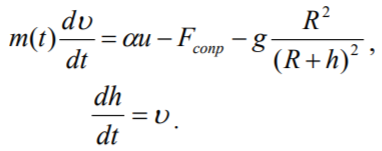 m(t) dυ/dt = αu − F_сопр − g R²/(R + h)² ,
dh/dt = υ .